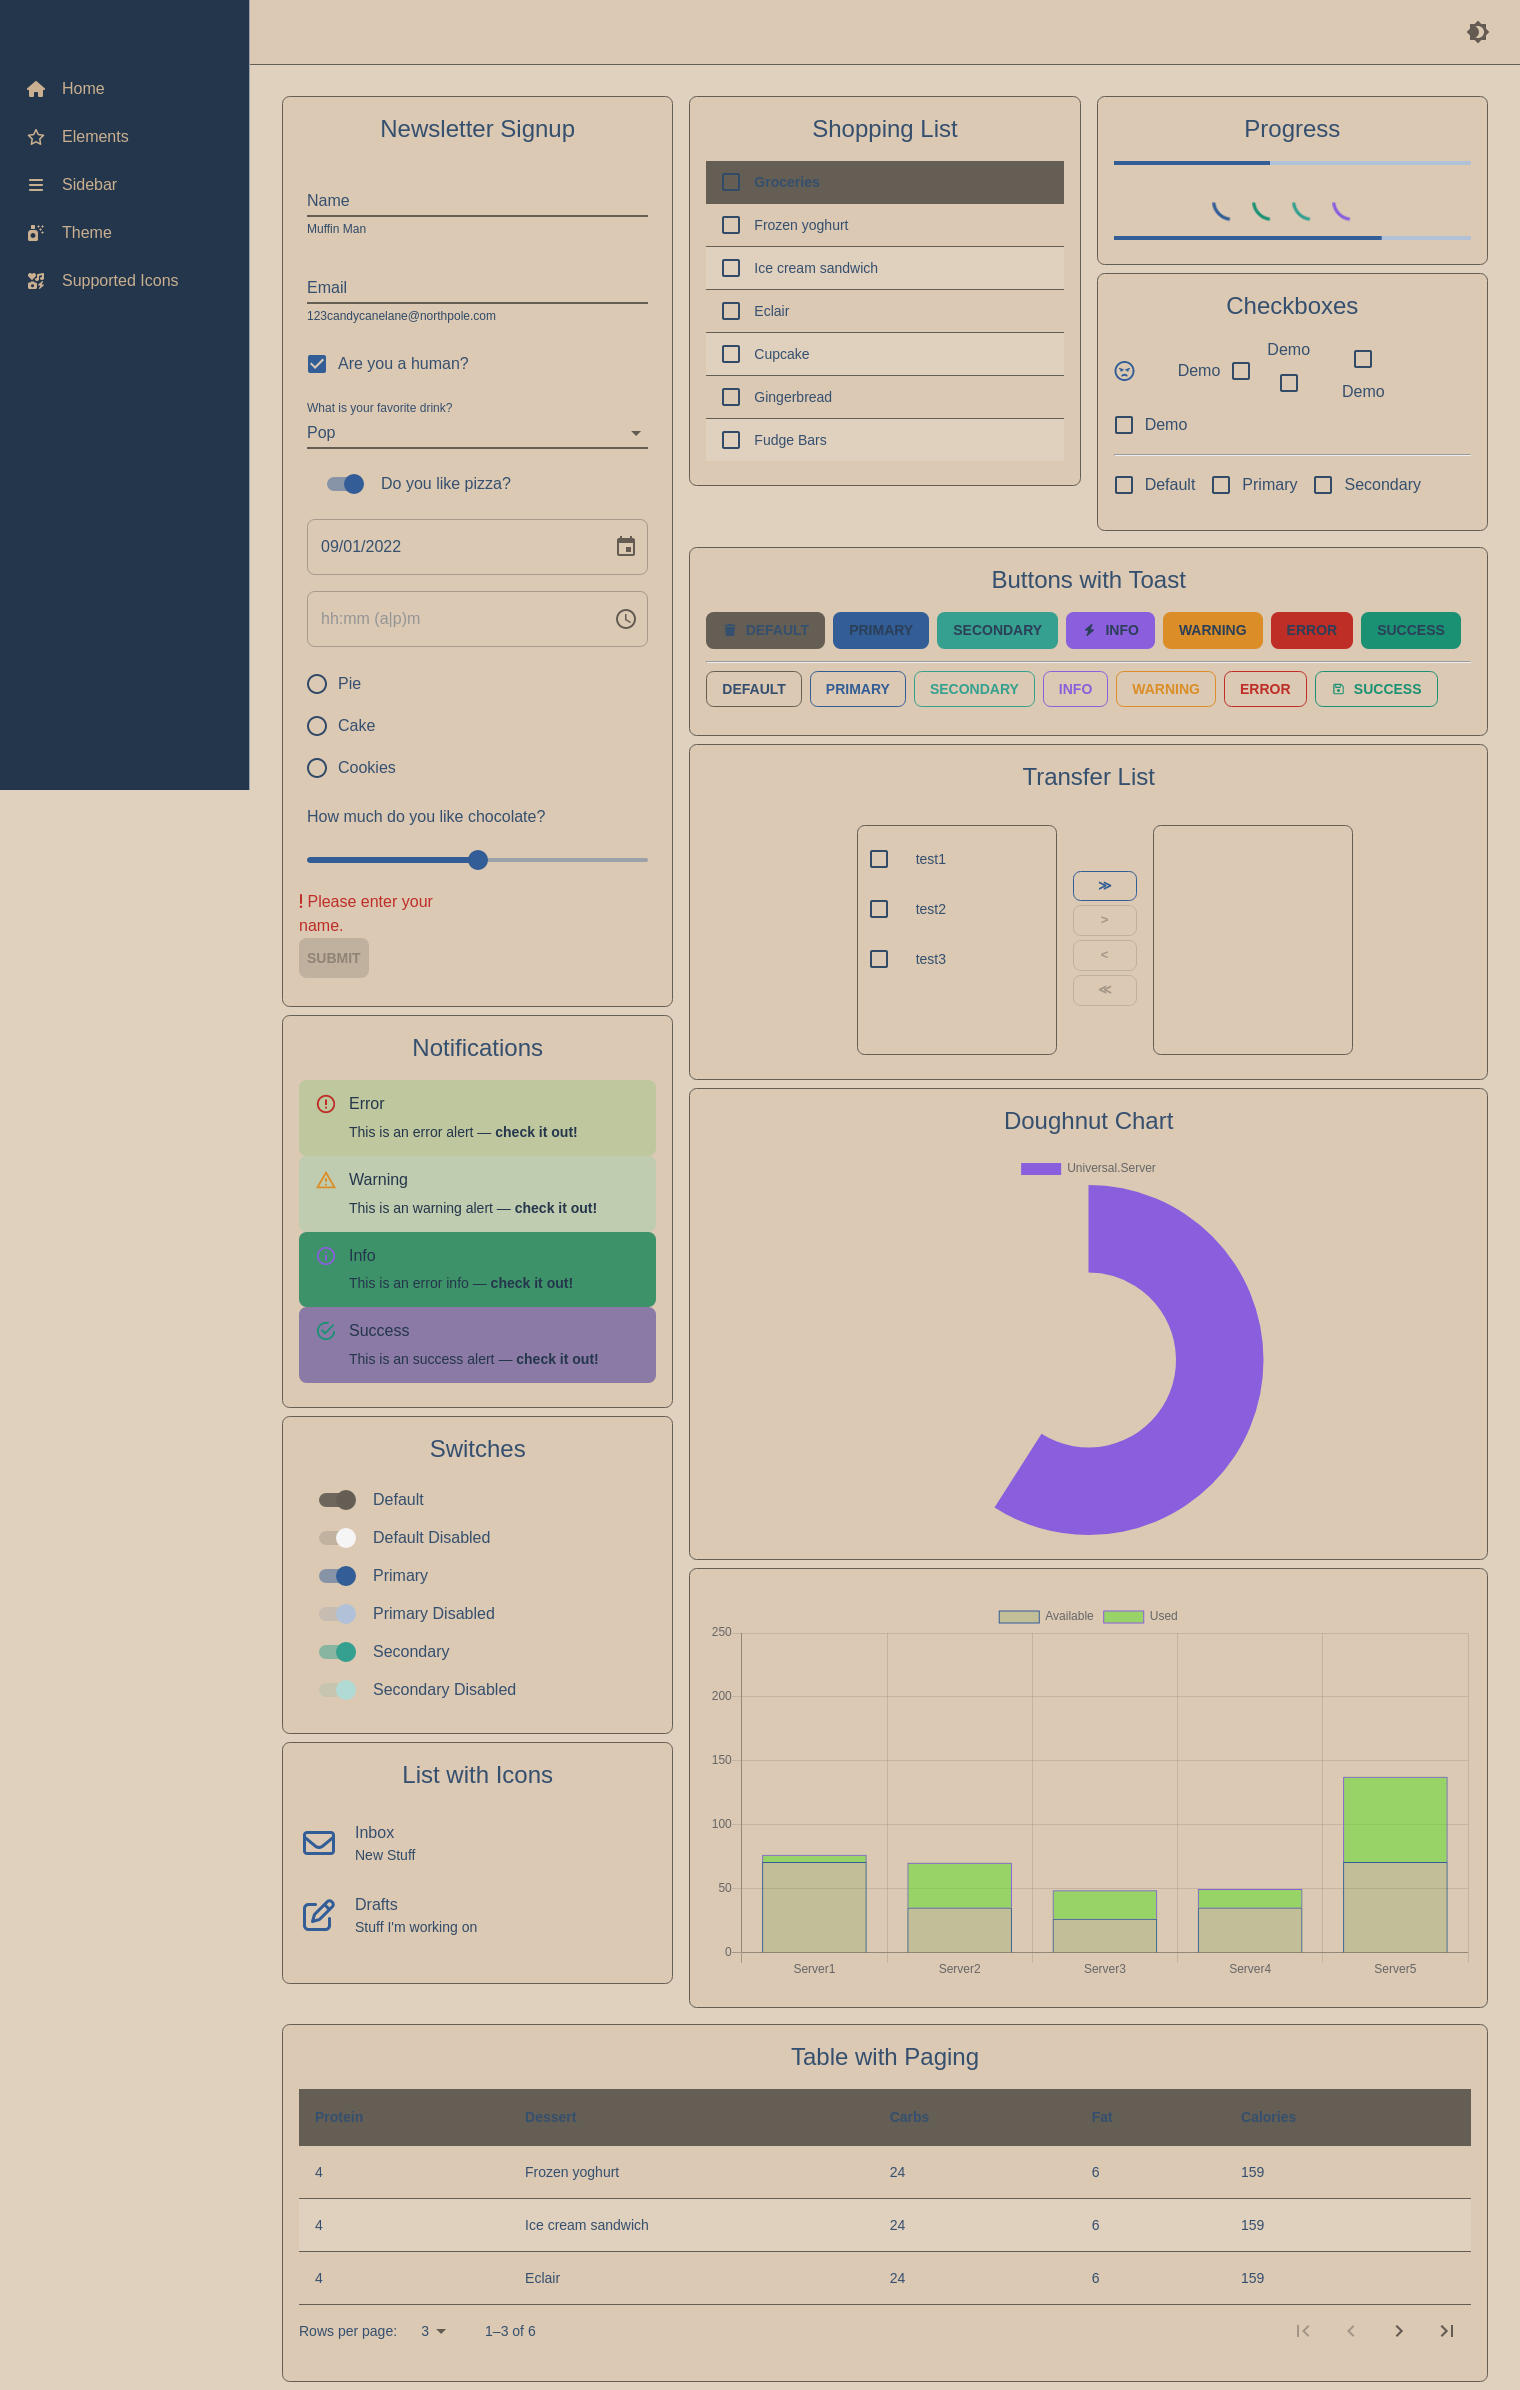 Home
Elements
Sidebar
Theme
Supported Icons
Newsletter Signup
Name
Muffin Man
Email
123candycanelane@northpole.com
Are you a human?
What is your favorite drink?
Pop
Do you like pizza?
09/01/2022
hh:mm (a|p)m
Pie
Cake
Cookies
How much do you like chocolate?
! Please enter your
name.
SUBMIT
Shopping List
Groceries
Frozen yoghurt
Ice cream sandwich
Eclair
Cupcake
Gingerbread
Fudge Bars
Progress
Checkboxes
Demo
Demo
Demo
Demo
Default Primary Secondary
Buttons with Toast
DEFAULT PRIMARY SECONDARY INFO WARNING ERROR SUCCESS
DEFAULT PRIMARY SECONDARY INFO WARNING ERROR SUCCESS
Transfer List
test1
test2
test3
≫
>
<
≪
Notifications
Error
This is an error alert — check it out!
Warning
This is an warning alert — check it out!
Info
This is an error info — check it out!
Success
This is an success alert — check it out!
Doughnut Chart
Universal.Server
Switches
Default
Default Disabled
Primary
Primary Disabled
Secondary
Secondary Disabled
List with Icons
Inbox
New Stuff
Drafts
Stuff I'm working on
Available Used
250
200
150
100
50
0
Server1 Server2 Server3 Server4 Server5
Table with Paging
Protein Dessert Carbs Fat Calories
4 Frozen yoghurt 24 6 159
4 Ice cream sandwich 24 6 159
4 Eclair 24 6 159
Rows per page: 3 1–3 of 6